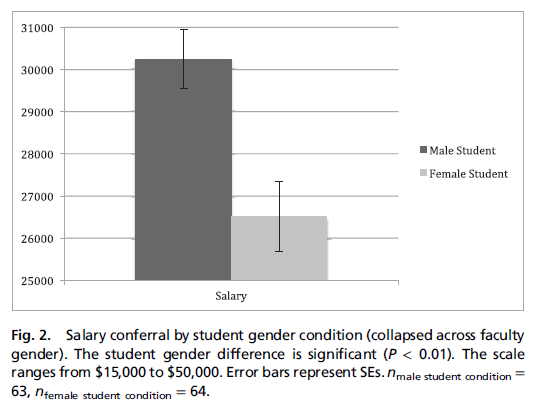 31000
30000
29000
28000
27000
26000
25000
Male Student
Female Student
Salary
Fig. 2. Salary conferral by student gender condition (collapsed across faculty
gender). The student gender difference is significant (P < 0.01). The scale
ranges from $15,000 to $50,000. Error bars represent SEs. nmale student condition =
63, nfemale student condition = 64.